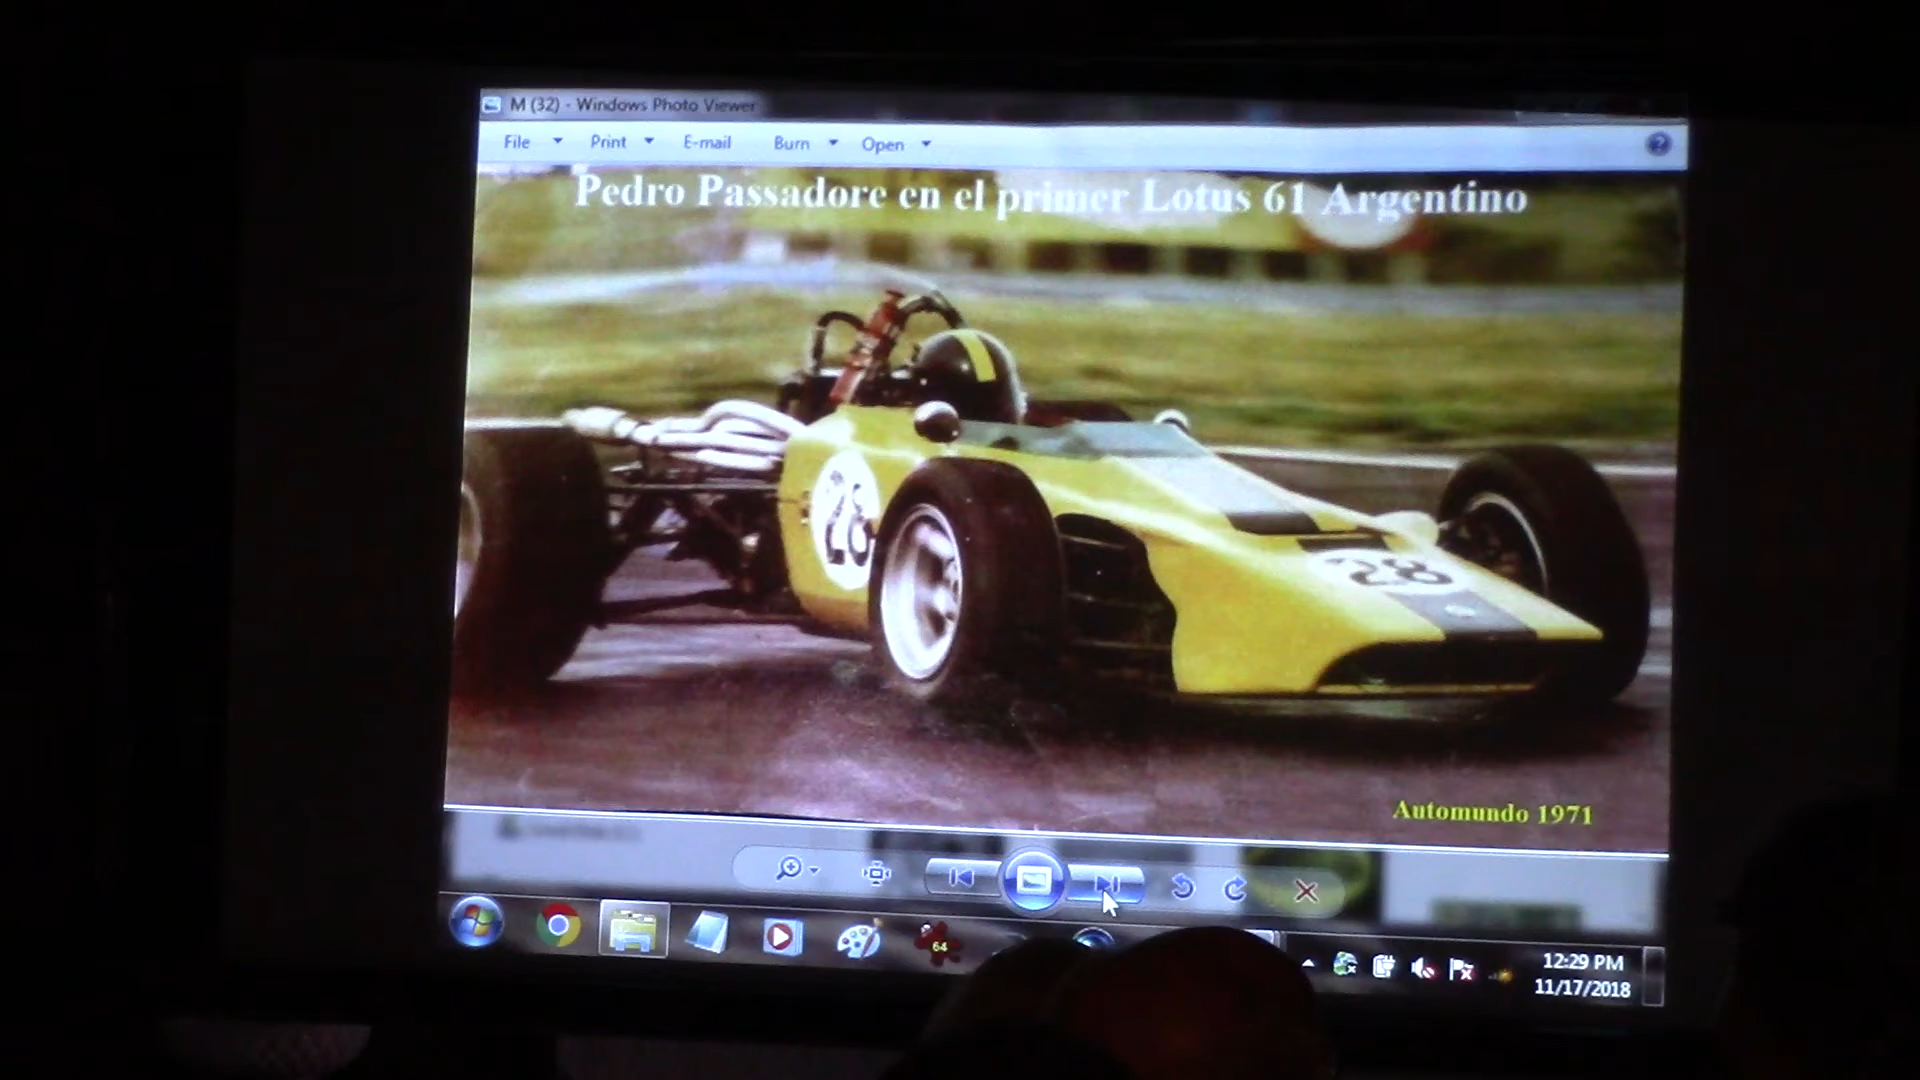 M (32) - Windows Photo Viewer
File Print E-mail Burn Open
Pedro Passadore en el primer Lotus 61 Argentino
28
28
Automundo 1971
64
12:29 PM
11/17/2018